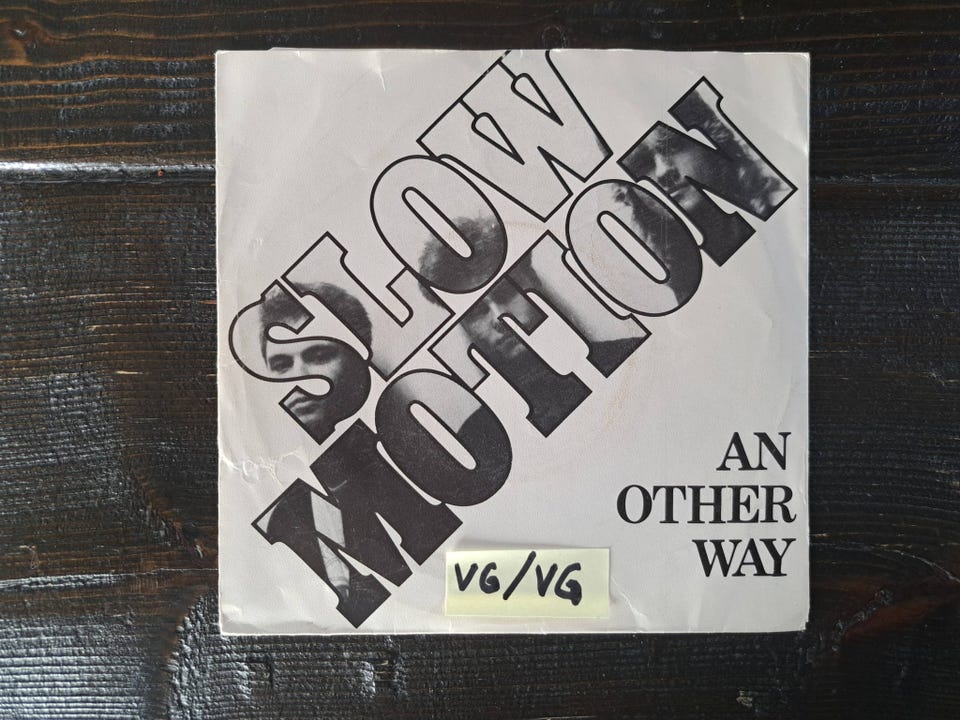 SLOW
MOTION
AN
OTHER
WAY
VG/VG